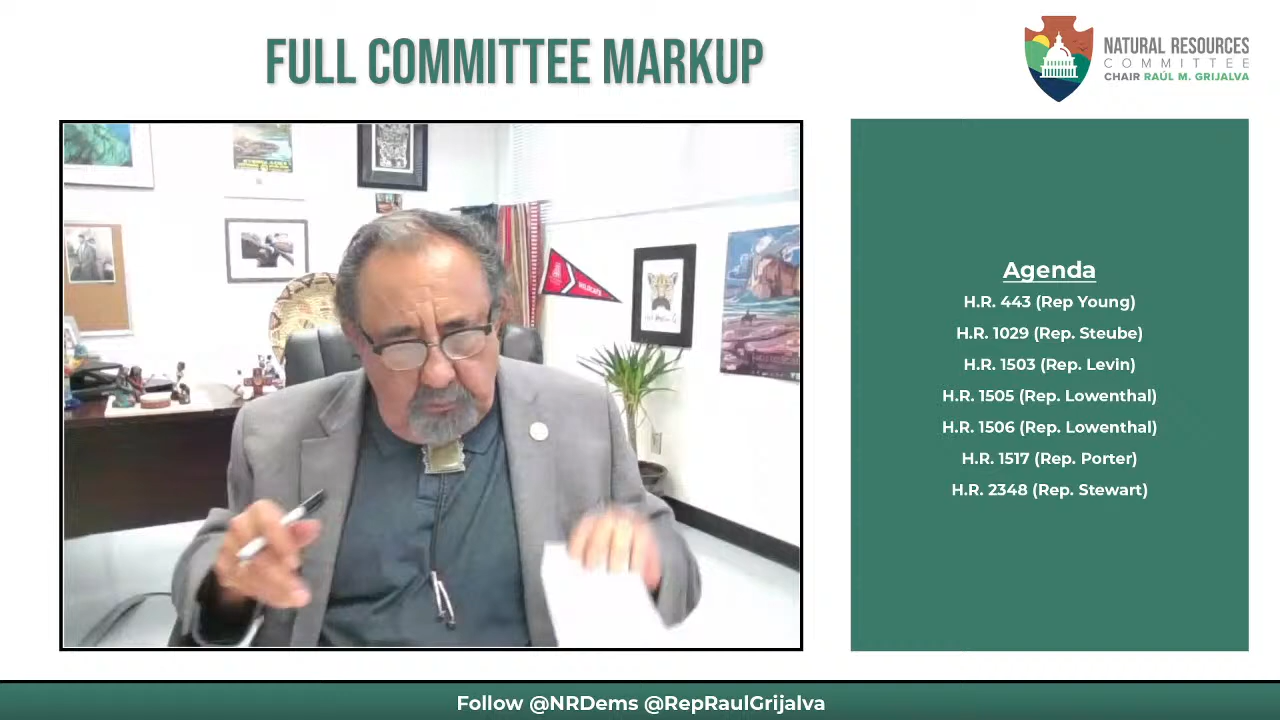 FULL COMMITTEE MARKUP
NATURAL RESOURCES
COMMITTEE
CHAIR RAÚL M. GRIJALVA
WILDCATS
Agenda
H.R. 443 (Rep Young)
H.R. 1029 (Rep. Steube)
H.R. 1503 (Rep. Levin)
H.R. 1505 (Rep. Lowenthal)
H.R. 1506 (Rep. Lowenthal)
H.R. 1517 (Rep. Porter)
H.R. 2348 (Rep. Stewart)
Follow @NRDems @RepRaulGrijalva